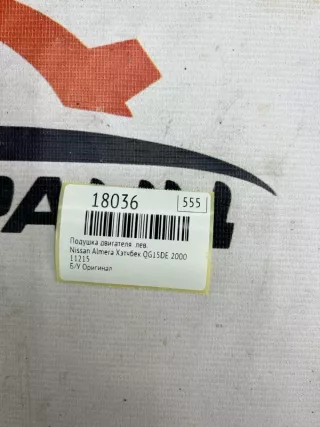 18036 555
Подушка двигателя лев.
Nissan Almera Хэтчбек QG15DE 2000
11215
Б/У Оригинал